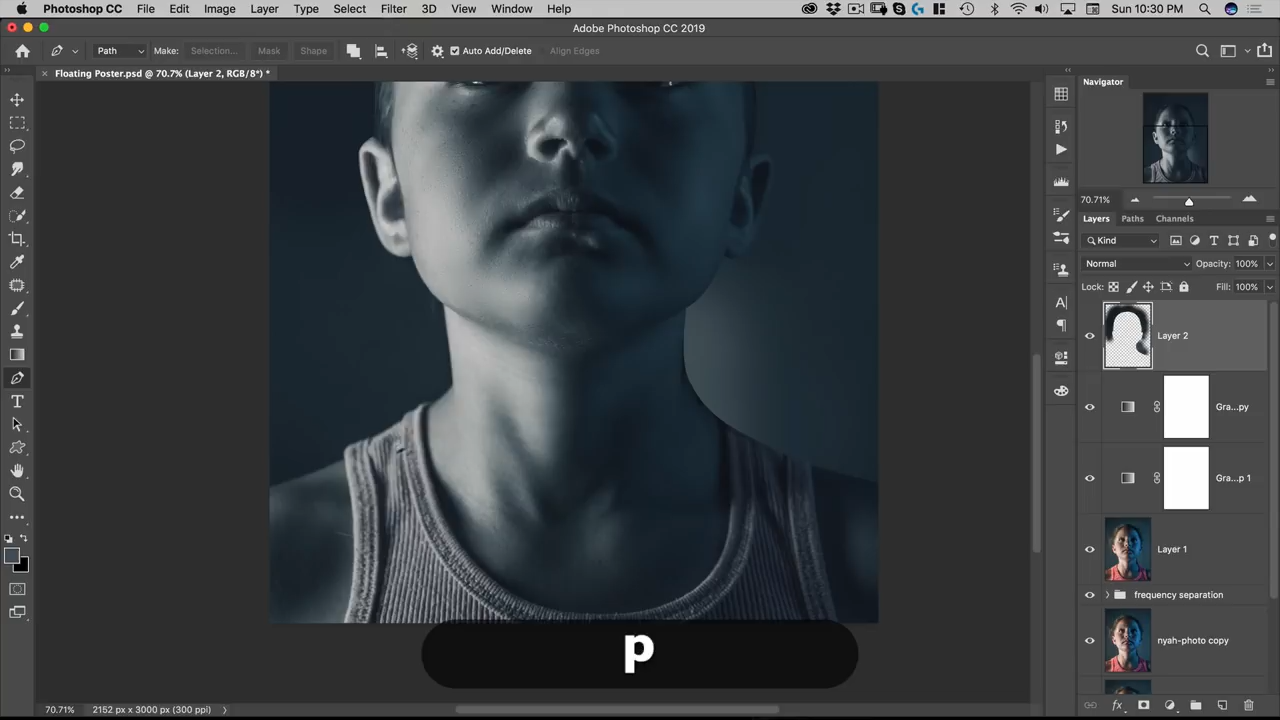 Photoshop CC File Edit Image Layer Type Select Filter 3D View Window Help Sun 10:30 PM
Adobe Photoshop CC 2019
Path Make: Selection... Mask Shape Auto Add/Delete Align Edges
Floating Poster.psd @ 70.7% (Layer 2, RGB/8*) *
Navigator
70.71%
Layers Paths Channels
Kind
Normal Opacity: 100%
Lock: Fill: 100%
Layer 2
Gra...py
Gra...p 1
Layer 1
frequency separation
nyah-photo copy
p
70.71% 2152 px x 3000 px (300 ppi)